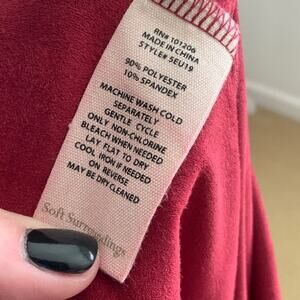 RN# 101206
MADE IN CHINA
STYLE# 5EU19
90% POLYESTER
10% SPANDEX
MACHINE WASH COLD
SEPARATELY
GENTLE CYCLE
ONLY NON-CHLORINE
BLEACH WHEN NEEDED
LAY FLAT TO DRY
COOL IRON IF NEEDED
ON REVERSE
MAY BE DRY CLEANED
Soft Surroundings